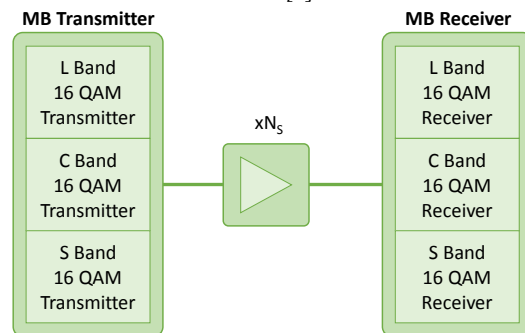 MB Transmitter
L Band
16 QAM
Transmitter
C Band
16 QAM
Transmitter
S Band
16 QAM
Transmitter
xNS
MB Receiver
L Band
16 QAM
Receiver
C Band
16 QAM
Receiver
S Band
16 QAM
Receiver